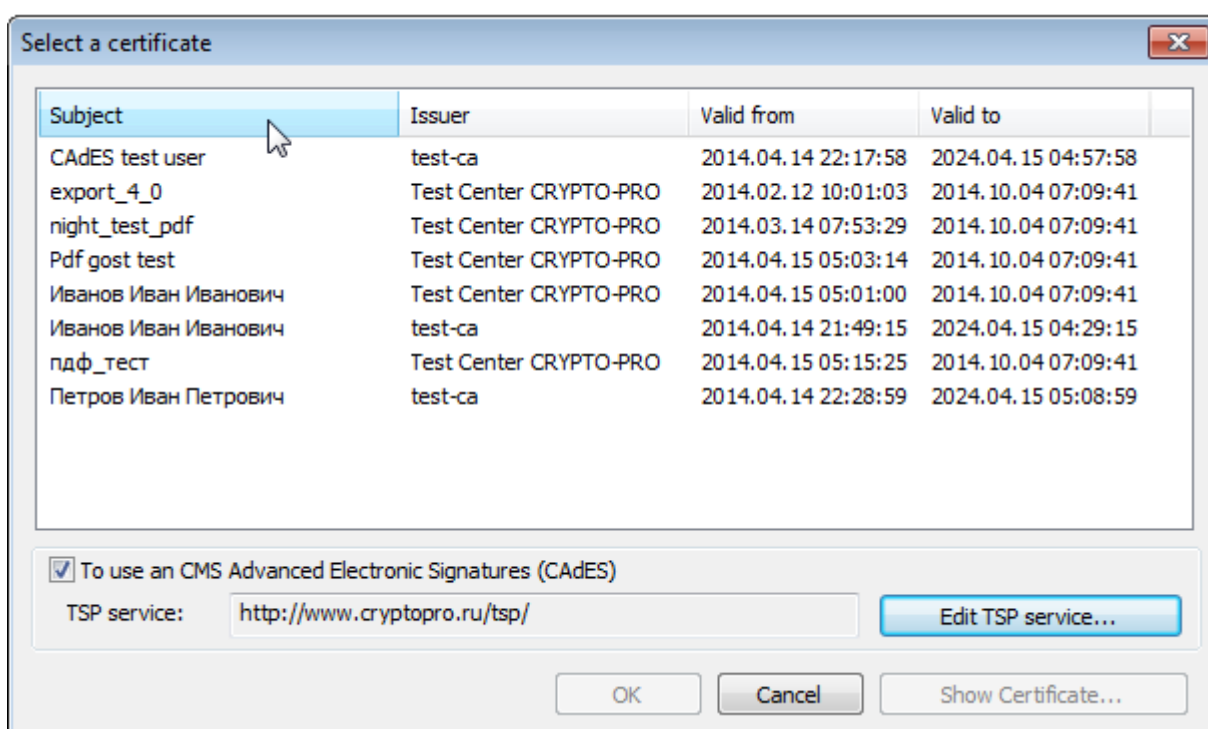 Select a certificate
Subject Issuer Valid from Valid to
CAdES test user test-ca 2014.04.14 22:17:58 2024.04.15 04:57:58
export_4_0 Test Center CRYPTO-PRO 2014.02.12 10:01:03 2014.10.04 07:09:41
night_test_pdf Test Center CRYPTO-PRO 2014.03.14 07:53:29 2014.10.04 07:09:41
Pdf gost test Test Center CRYPTO-PRO 2014.04.15 05:03:14 2014.10.04 07:09:41
Иванов Иван Иванович Test Center CRYPTO-PRO 2014.04.15 05:01:00 2014.10.04 07:09:41
Иванов Иван Иванович test-ca 2014.04.14 21:49:15 2024.04.15 04:29:15
пдф_тест Test Center CRYPTO-PRO 2014.04.15 05:15:25 2014.10.04 07:09:41
Петров Иван Петрович test-ca 2014.04.14 22:28:59 2024.04.15 05:08:59
To use an CMS Advanced Electronic Signatures (CAdES)
TSP service: http://www.cryptopro.ru/tsp/ Edit TSP service...
OK Cancel Show Certificate...